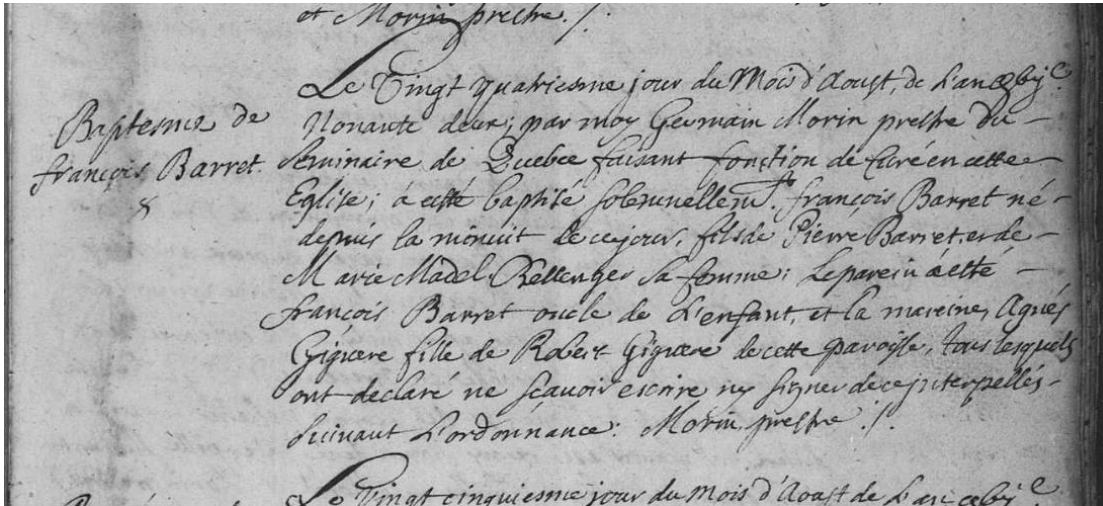 et Morin prestre ./.
Le Vingt quatriesme jour du Mois d'Aoust, de L'an
Baptesme de
françois Barret.
Nonante deux; par moy Germain Morin prestre du -
Seminaire de Quebec faisant fonction de Curé en cette
Eglise; à esté baptisé solennellemt. françois Barret né -
depuis la minuit de ce jour, fils de Pierre Barret, et de -
Marie Madel. Bellenger sa femme; Le parein à esté -
françois Barret oncle de L'enfant, et la mareine, Agnés
Giguere fille de Robert Giguere de cette paroisse, tous lesquels
ont declaré ne sçavoir escrire ny signer de ce interpellés -
suivant L'ordonnance: Morin, prestre ./.
Le Vingt cinquiesme jour du Mois d'Aoust de L'an